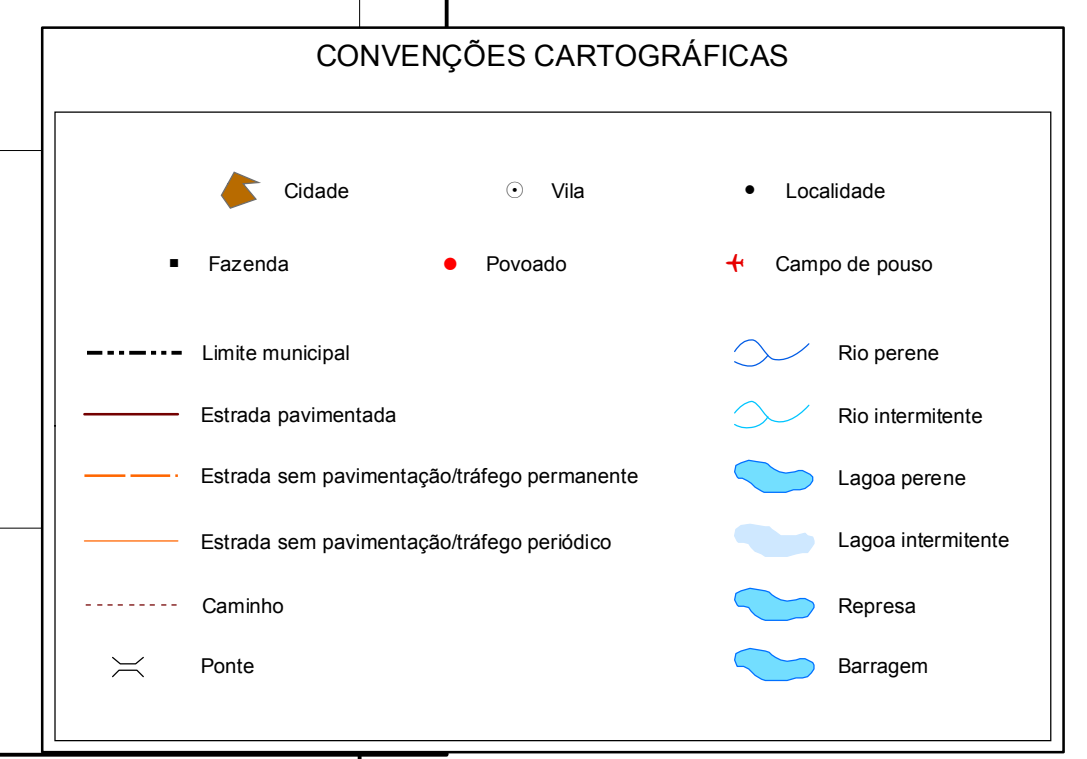 CONVENÇÕES CARTOGRÁFICAS
Cidade
Vila
Localidade
Fazenda
Povoado
Campo de pouso
Limite municipal
Estrada pavimentada
Estrada sem pavimentação/tráfego permanente
Estrada sem pavimentação/tráfego periódico
Caminho
Ponte
Rio perene
Rio intermitente
Lagoa perene
Lagoa intermitente
Represa
Barragem